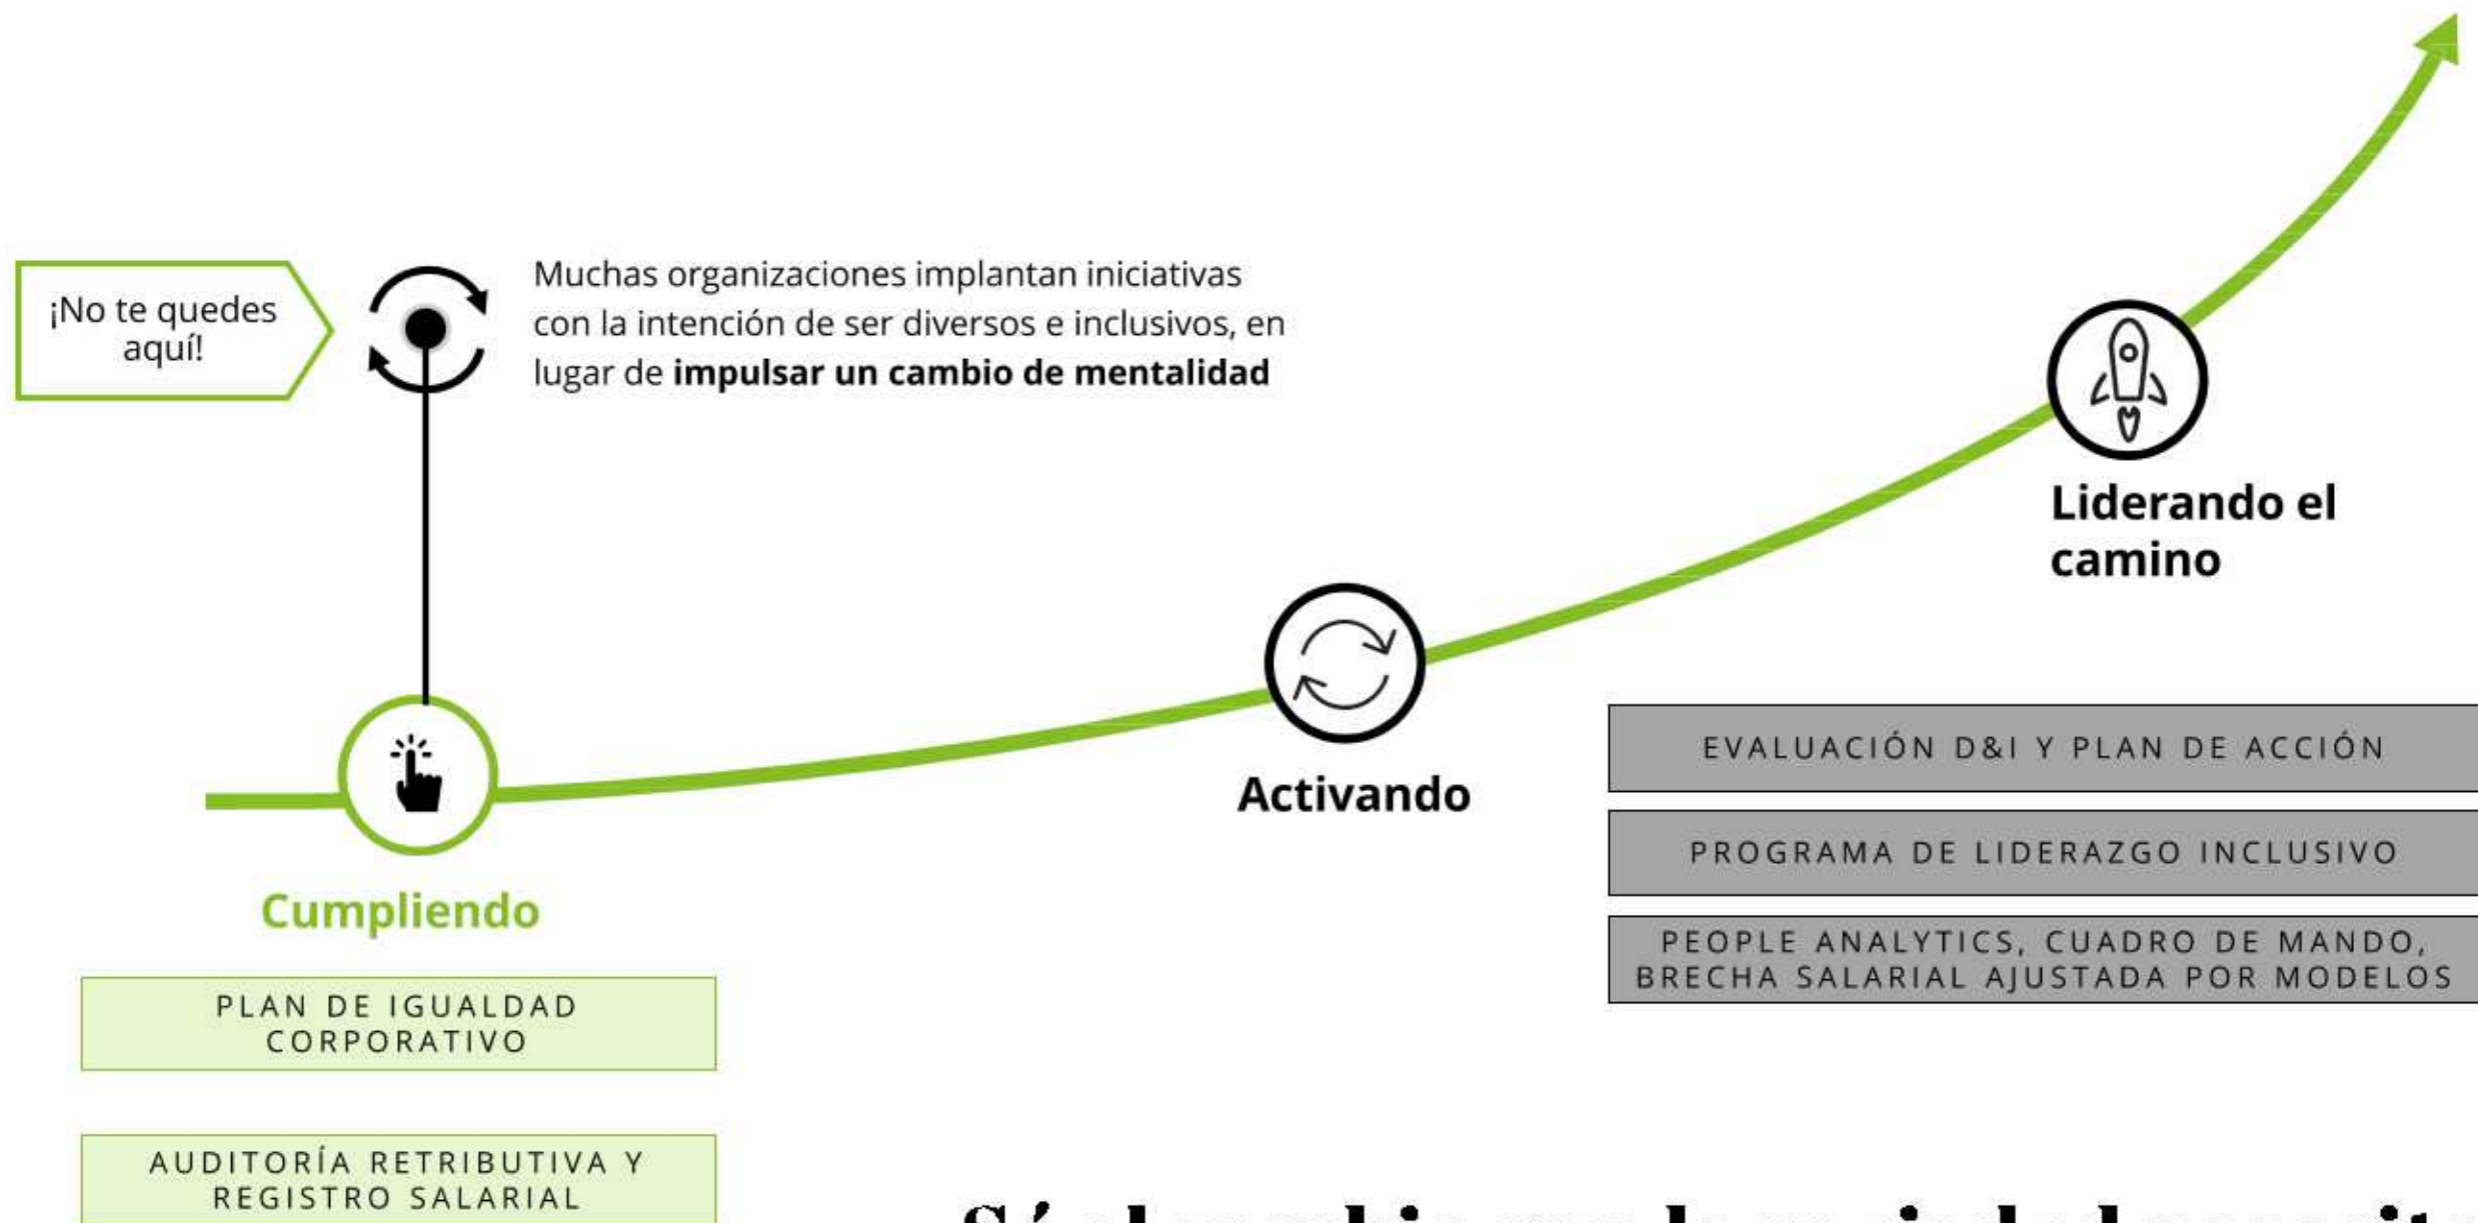 ¡No te quedes
aquí!
Muchas organizaciones implantan iniciativas
con la intención de ser diversos e inclusivos, en
lugar de impulsar un cambio de mentalidad
Liderando el
camino
Activando
Cumpliendo
EVALUACIÓN D&I Y PLAN DE ACCIÓN
PROGRAMA DE LIDERAZGO INCLUSIVO
PEOPLE ANALYTICS, CUADRO DE MANDO,
BRECHA SALARIAL AJUSTADA POR MODELOS
PLAN DE IGUALDAD
CORPORATIVO
AUDITORÍA RETRIBUTIVA Y
REGISTRO SALARIAL